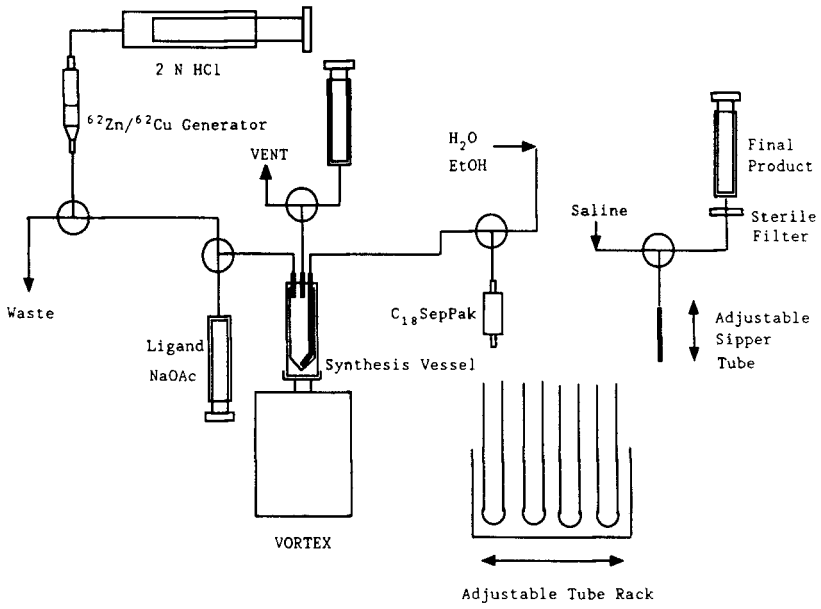 2 N HCl
⁶²Zn/⁶²Cu Generator
VENT
H₂O
EtOH
Final
Product
Saline
Sterile
Filter
Waste
Ligand
NaOAc
C₁₈SepPak
Synthesis Vessel
Adjustable
Sipper
Tube
VORTEX
Adjustable Tube Rack